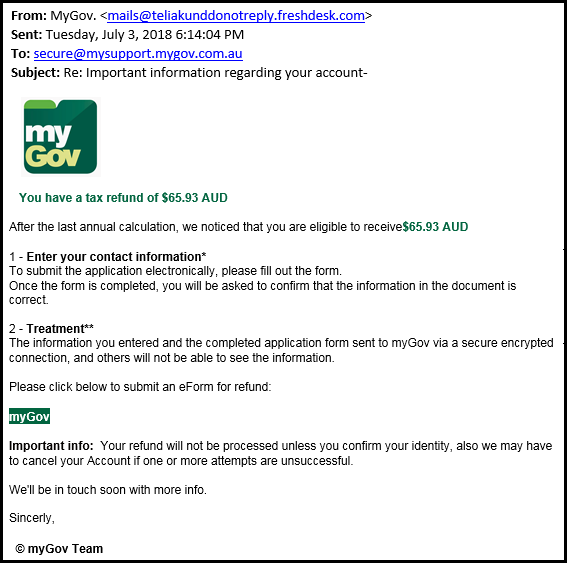 From: MyGov. <mails@teliakunddonotreply.freshdesk.com>
Sent: Tuesday, July 3, 2018 6:14:04 PM
To: secure@mysupport.mygov.com.au
Subject: Re: Important information regarding your account-
my
Gov
You have a tax refund of $65.93 AUD
After the last annual calculation, we noticed that you are eligible to receive$65.93 AUD
1 - Enter your contact information*
To submit the application electronically, please fill out the form.
Once the form is completed, you will be asked to confirm that the information in the document is
correct.
2 - Treatment**
The information you entered and the completed application form sent to myGov via a secure encrypted
connection, and others will not be able to see the information.
Please click below to submit an eForm for refund:
myGov
Important info:  Your refund will not be processed unless you confirm your identity, also we may have
to cancel your Account if one or more attempts are unsuccessful.
We'll be in touch soon with more info.
Sincerely,
© myGov Team